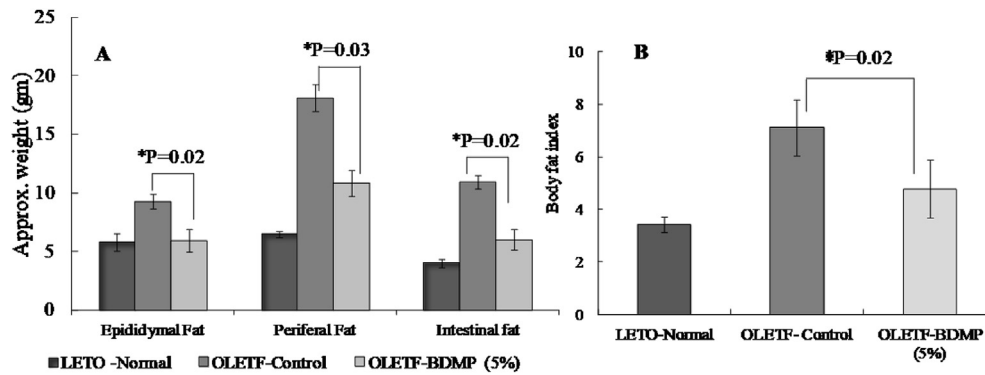 A
Approx. weight (gm)
25
20
15
10
5
0
*P=0.02
*P=0.03
*P=0.02
Epididymal Fat
Periferal Fat
Intestinal fat
LETO -Normal
OLETF-Control
OLETF-BDMP (5%)
B
Body fat index
10
8
6
4
2
0
*P=0.02
LETO-Normal
OLETF- Control
OLETF-BDMP
(5%)